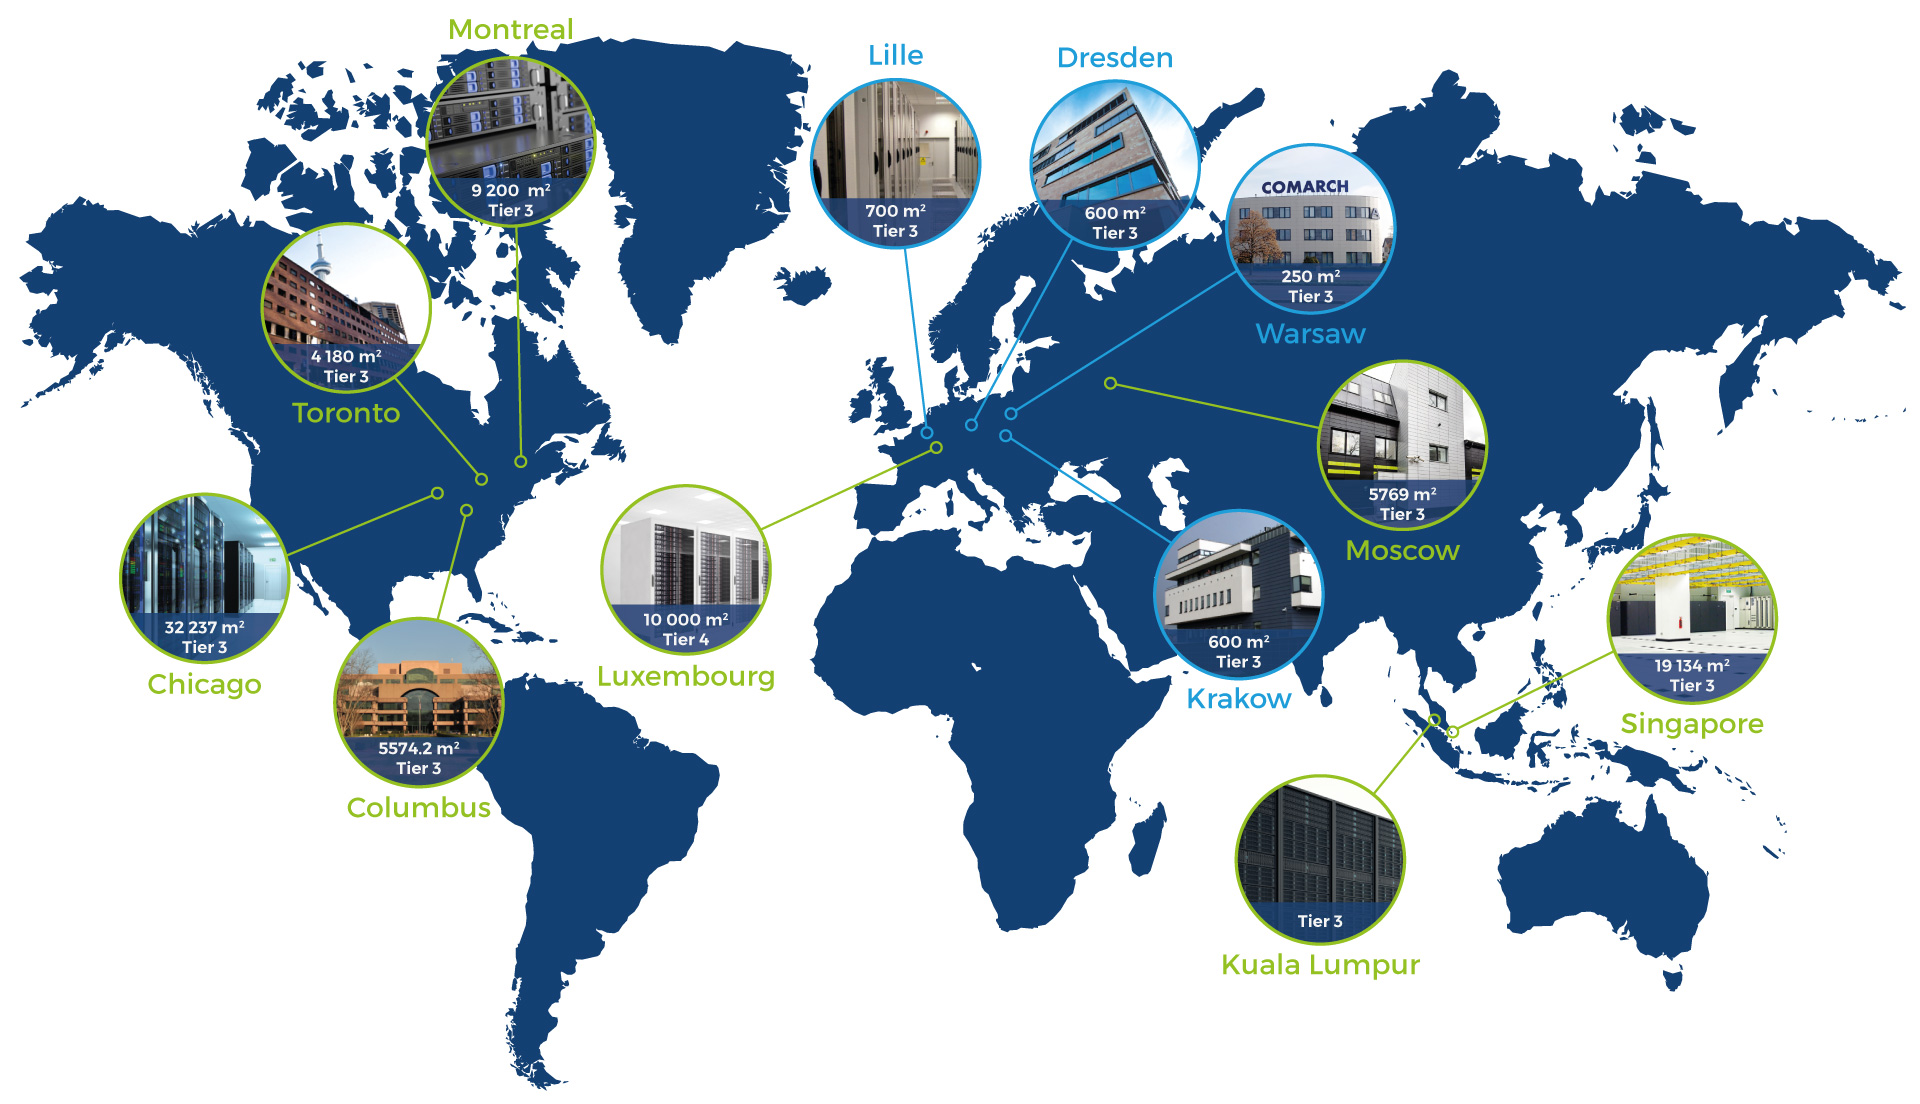 Montreal
9 200 m²
Tier 3
Lille
700 m²
Tier 3
Dresden
600 m²
Tier 3
COMARCH
250 m²
Tier 3
Warsaw
4 180 m²
Tier 3
Toronto
5769 m²
Tier 3
Moscow
32 237 m²
Tier 3
Chicago
10 000 m²
Tier 4
Luxembourg
600 m²
Tier 3
Krakow
19 134 m²
Tier 3
Singapore
5574.2 m²
Tier 3
Columbus
Tier 3
Kuala Lumpur